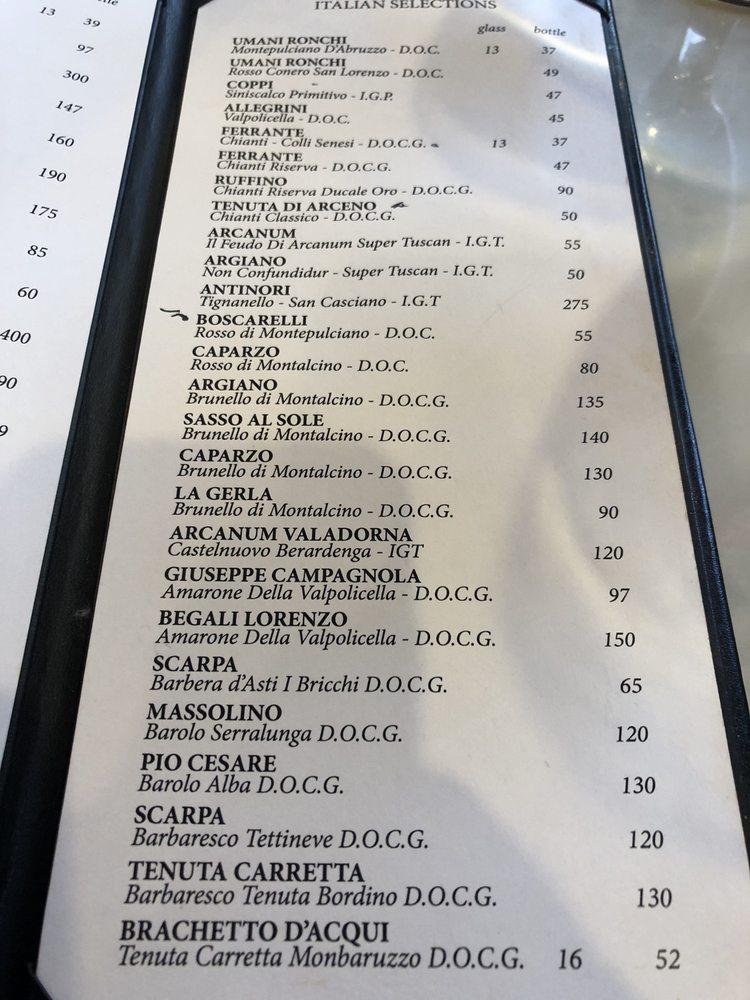 13 39
97
300
147
160
190
175
85
60
400
90
9
ITALIAN SELECTIONS
glass bottle
UMANI RONCHI
Montepulciano D'Abruzzo - D.O.C. 13 37
UMANI RONCHI
Rosso Conero San Lorenzo - D.O.C. 49
COPPI
Siniscalco Primitivo - I.G.P. 47
ALLEGRINI
Valpolicella - D.O.C. 45
FERRANTE
Chianti - Colli Senesi - D.O.C.G. 13 37
FERRANTE
Chianti Riserva - D.O.C.G. 47
RUFFINO
Chianti Riserva Ducale Oro - D.O.C.G. 90
TENUTA DI ARCENO
Chianti Classico - D.O.C.G. 50
ARCANUM
Il Feudo Di Arcanum Super Tuscan - I.G.T. 55
ARGIANO
Non Confundidur - Super Tuscan - I.G.T. 50
ANTINORI
Tignanello - San Casciano - I.G.T 275
BOSCARELLI
Rosso di Montepulciano - D.O.C. 55
CAPARZO
Rosso di Montalcino - D.O.C. 80
ARGIANO
Brunello di Montalcino - D.O.C.G. 135
SASSO AL SOLE
Brunello di Montalcino - D.O.C.G. 140
CAPARZO
Brunello di Montalcino - D.O.C.G. 130
LA GERLA
Brunello di Montalcino - D.O.C.G. 90
ARCANUM VALADORNA
Castelnuovo Berardenga - IGT 120
GIUSEPPE CAMPAGNOLA
Amarone Della Valpolicella - D.O.C.G. 97
BEGALI LORENZO
Amarone Della Valpolicella - D.O.C.G. 150
SCARPA
Barbera d'Asti I Bricchi D.O.C.G. 65
MASSOLINO
Barolo Serralunga D.O.C.G. 120
PIO CESARE
Barolo Alba D.O.C.G. 130
SCARPA
Barbaresco Tettineve D.O.C.G. 120
TENUTA CARRETTA
Barbaresco Tenuta Bordino D.O.C.G. 130
BRACHETTO D'ACQUI
Tenuta Carretta Monbaruzzo D.O.C.G. 16 52